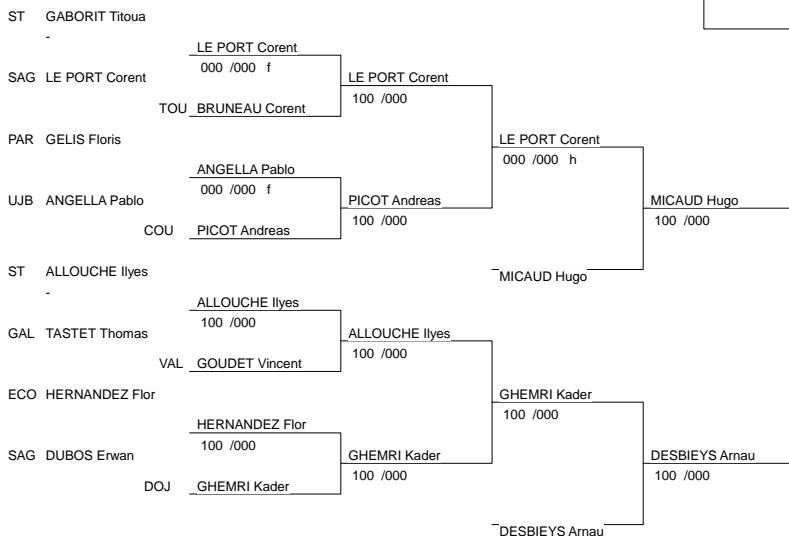 ST GABORIT Titoua
-
LE PORT Corent
000 /000 f
SAG LE PORT Corent
LE PORT Corent
100 /000
TOU BRUNEAU Corent
PAR GELIS Floris
LE PORT Corent
000 /000 h
ANGELLA Pablo
000 /000 f
UJB ANGELLA Pablo
PICOT Andreas
100 /000
MICAUD Hugo
100 /000
COU PICOT Andreas
ST ALLOUCHE Ilyes
-
MICAUD Hugo
ALLOUCHE Ilyes
100 /000
GAL TASTET Thomas
ALLOUCHE Ilyes
100 /000
VAL GOUDET Vincent
ECO HERNANDEZ Flor
GHEMRI Kader
100 /000
HERNANDEZ Flor
100 /000
SAG DUBOS Erwan
GHEMRI Kader
100 /000
DESBIEYS Arnau
100 /000
DOJ GHEMRI Kader
DESBIEYS Arnau